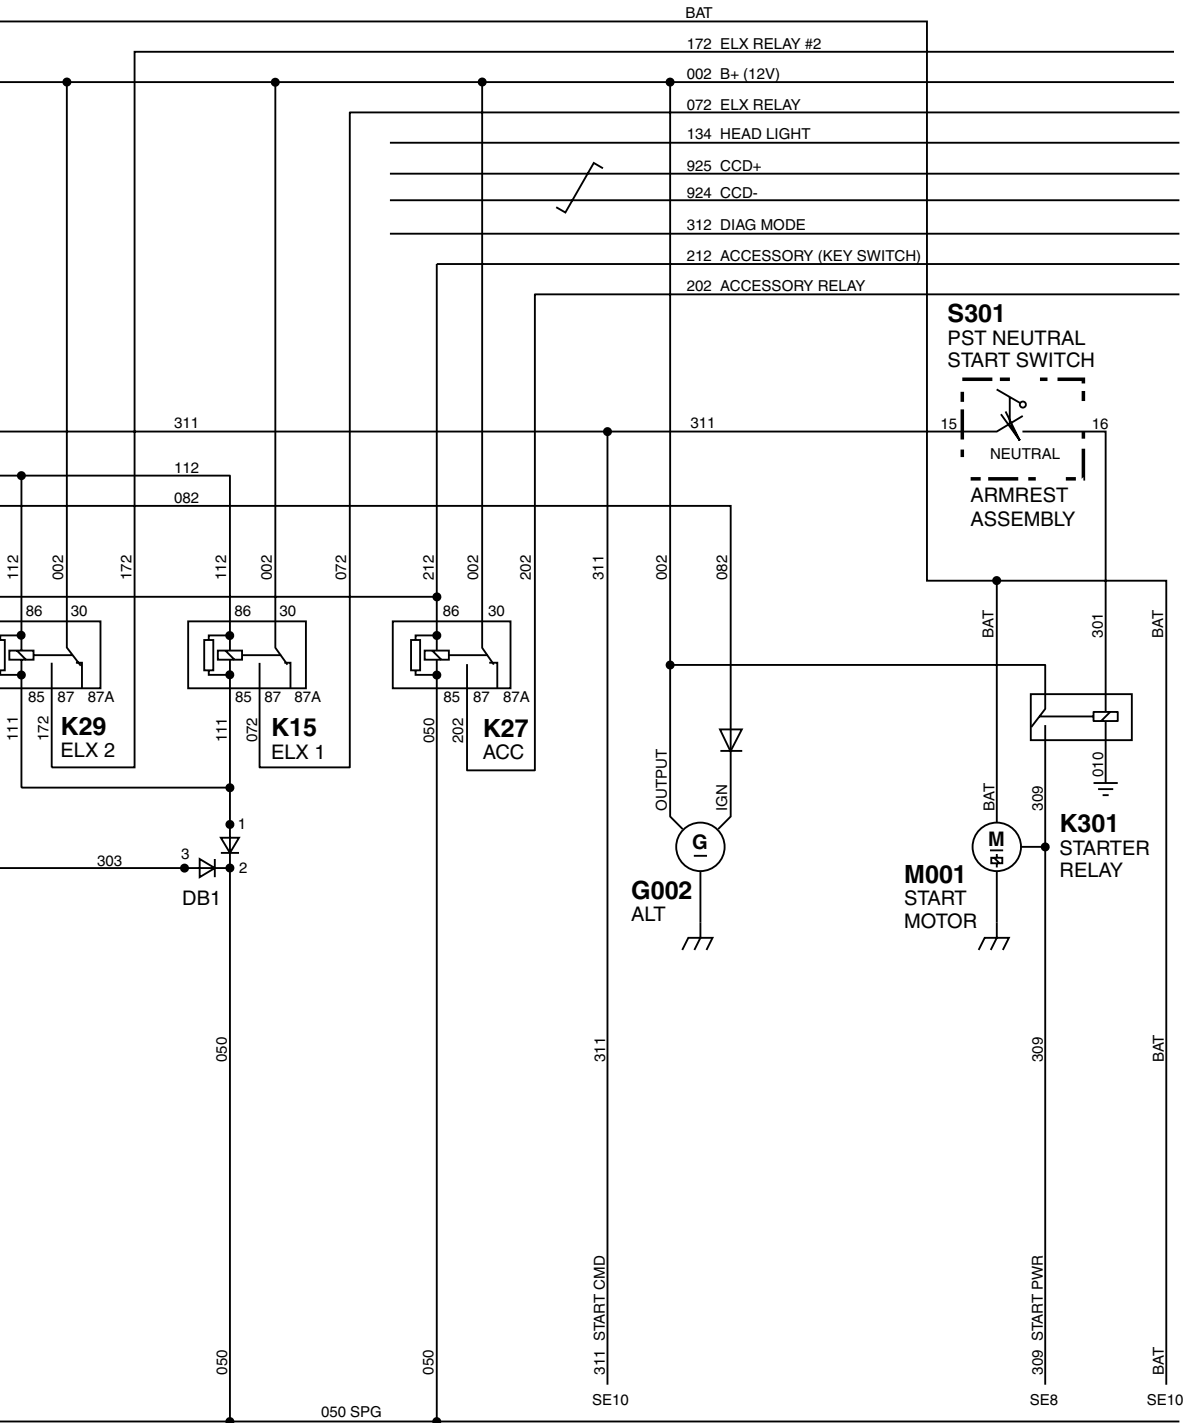 BAT
172 ELX RELAY #2
002 B+ (12V)
072 ELX RELAY
134 HEAD LIGHT
925 CCD+
924 CCD-
312 DIAG MODE
212 ACCESSORY (KEY SWITCH)
202 ACCESSORY RELAY
S301
PST NEUTRAL
START SWITCH
311
311
15
16
NEUTRAL
112
082
ARMREST
ASSEMBLY
112
002
172
112
002
072
212
002
202
311
002
082
BAT
301
BAT
86 30
86 30
86 30
85 87 87A
85 87 87A
85 87 87A
111
172
K29
ELX 2
111
072
K15
ELX 1
050
202
K27
ACC
OUTPUT
IGN
BAT
309
010
K301
STARTER
RELAY
1
3
2
303
DB1
G
G002
ALT
M
M001
START
MOTOR
050
311
309
BAT
050
050
311 START CMD
309 START PWR
BAT
SE10
SE8
SE10
050 SPG